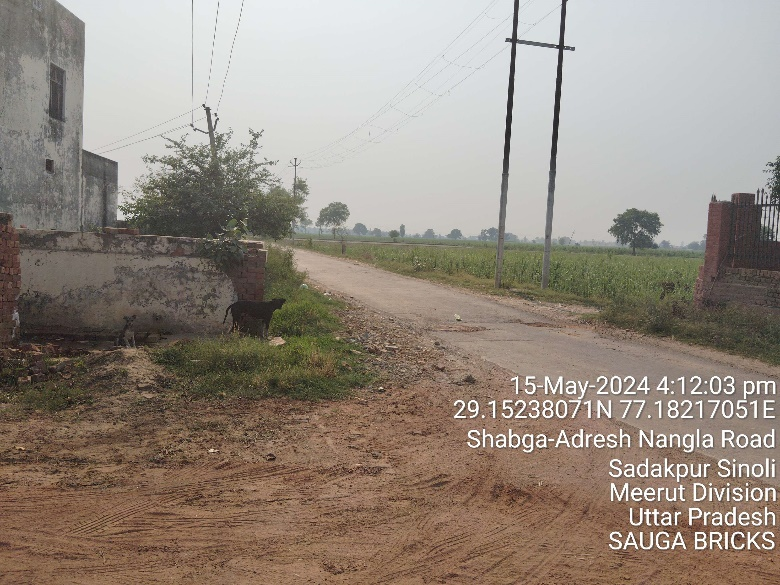 15-May-2024 4:12:03 pm
29.15238071N 77.18217051E
Shabga-Adresh Nangla Road
Sadakpur Sinoli
Meerut Division
Uttar Pradesh
SAUGA BRICKS